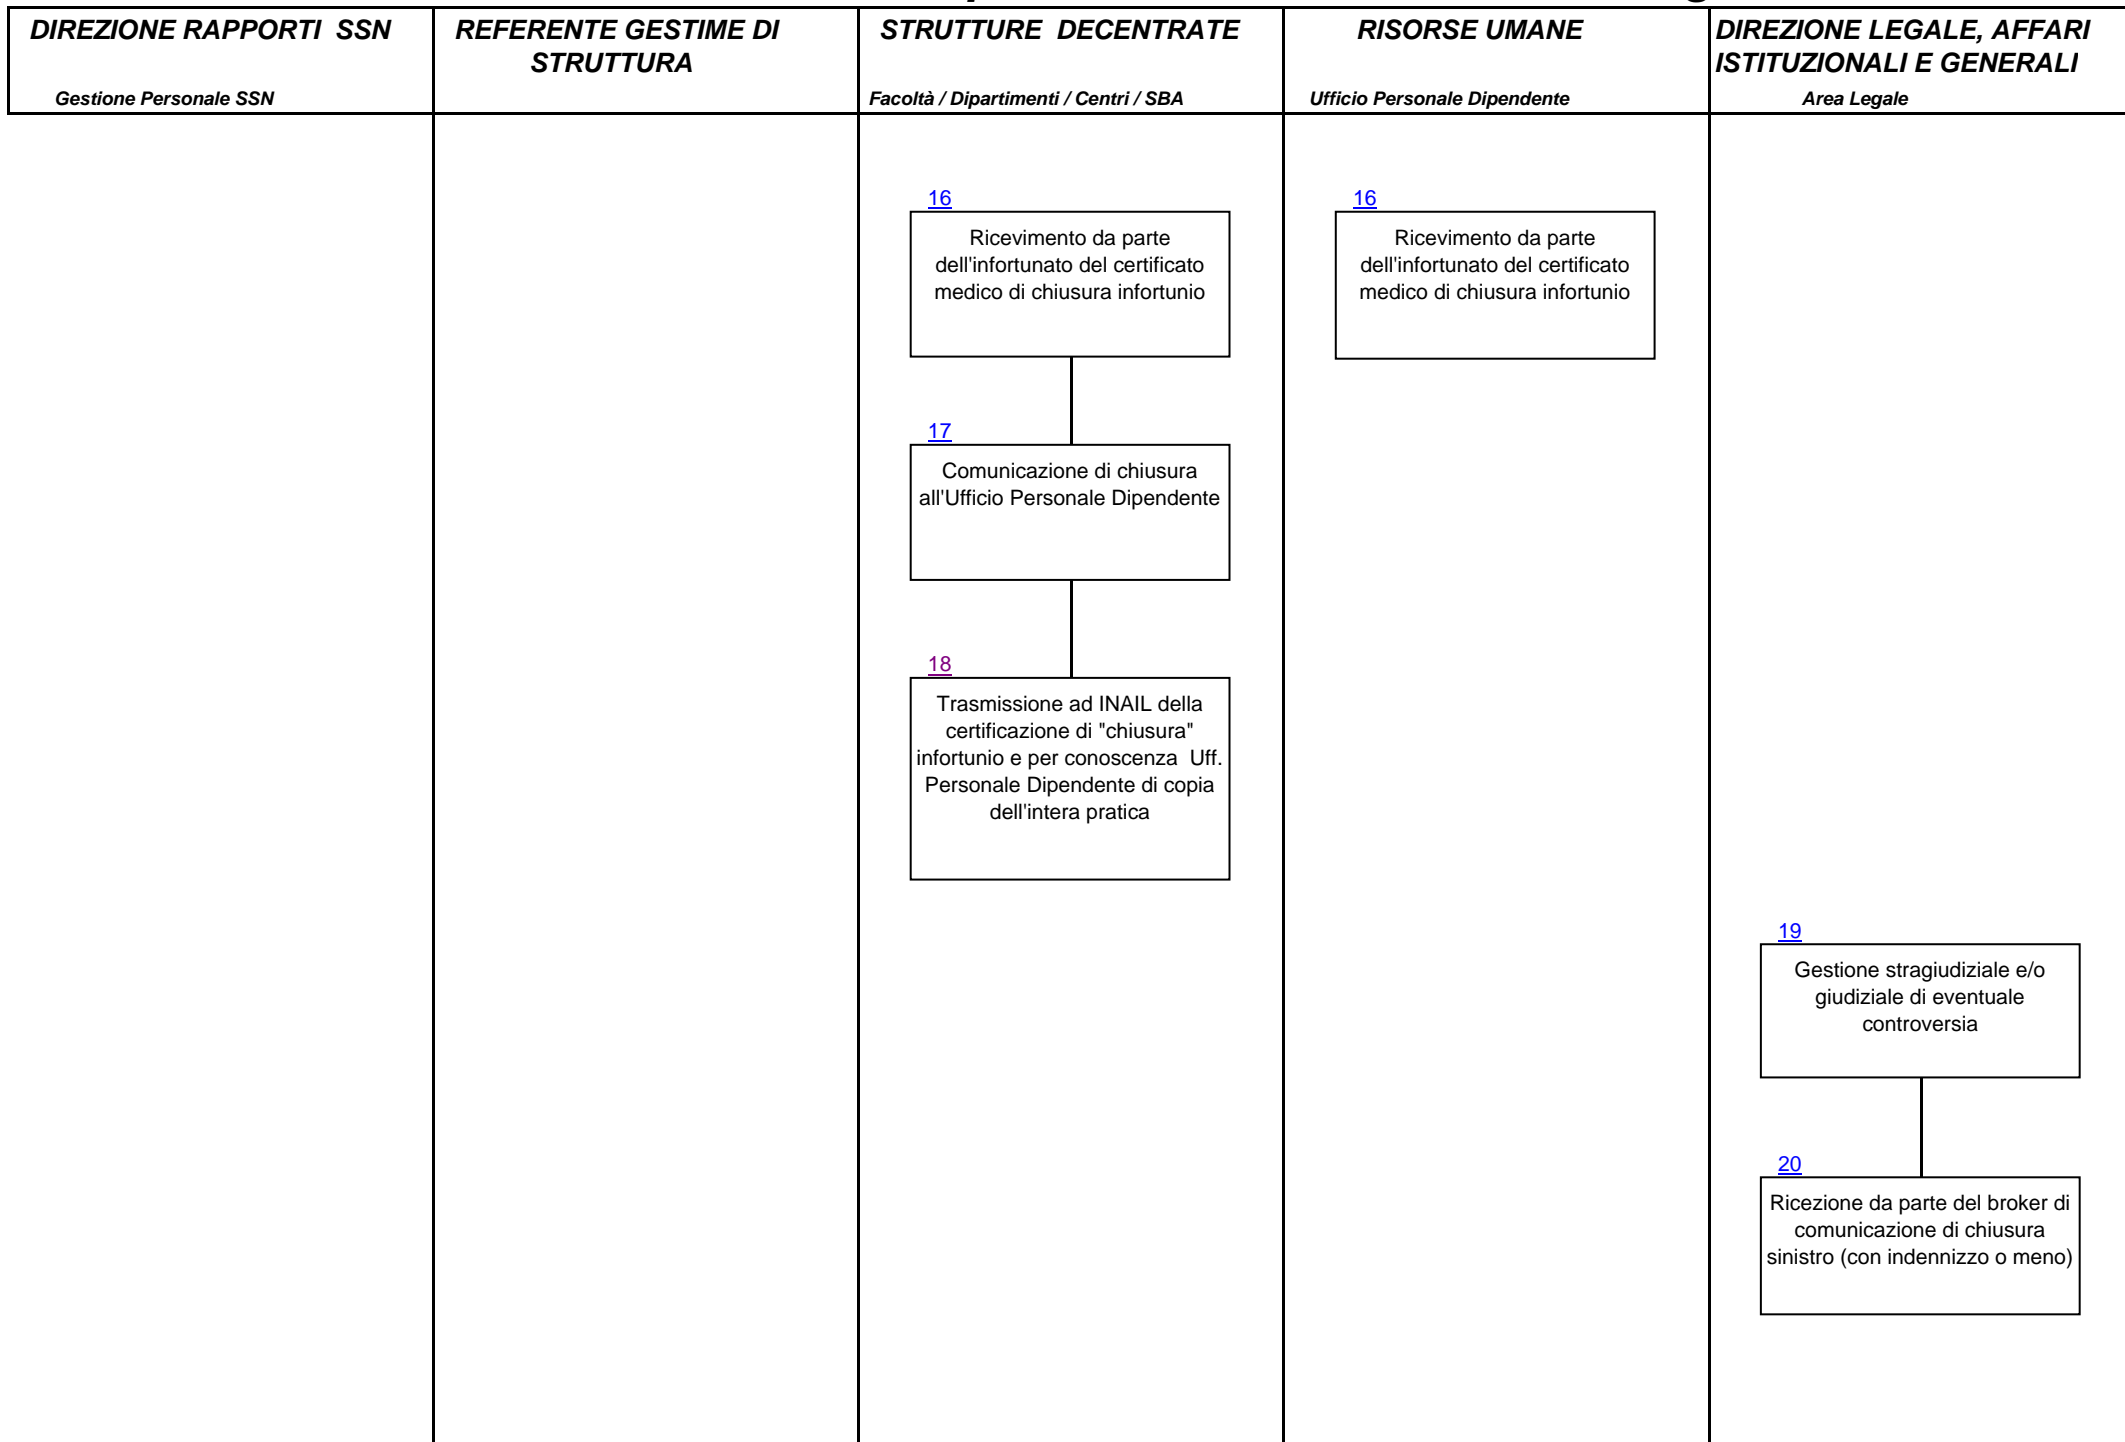 DIREZIONE RAPPORTI SSN
Gestione Personale SSN
REFERENTE GESTIME DI
STRUTTURA
STRUTTURE DECENTRATE
Facoltà / Dipartimenti / Centri / SBA
RISORSE UMANE
Ufficio Personale Dipendente
DIREZIONE LEGALE, AFFARI
ISTITUZIONALI E GENERALI
Area Legale
16
Ricevimento da parte
dell'infortunato del certificato
medico di chiusura infortunio
16
Ricevimento da parte
dell'infortunato del certificato
medico di chiusura infortunio
17
Comunicazione di chiusura
all'Ufficio Personale Dipendente
18
Trasmissione ad INAIL della
certificazione di "chiusura"
infortunio e per conoscenza Uff.
Personale Dipendente di copia
dell'intera pratica
19
Gestione stragiudiziale e/o
giudiziale di eventuale
controversia
20
Ricezione da parte del broker di
comunicazione di chiusura
sinistro (con indennizzo o meno)